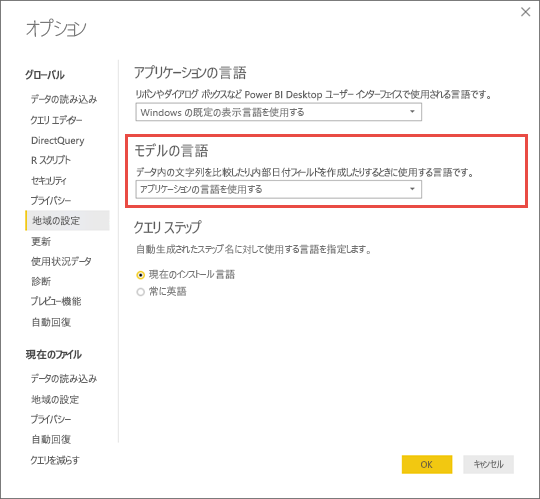 オプション
グローバル
データの読み込み
クエリ エディター
DirectQuery
R スクリプト
セキュリティ
プライバシー
地域の設定
更新
使用状況データ
診断
プレビュー機能
自動回復
現在のファイル
データの読み込み
地域の設定
プライバシー
自動回復
クエリを減らす
アプリケーションの言語
リボンやダイアログ ボックスなど Power BI Desktop ユーザー インターフェイスで使用される言語です。
Windows の既定の表示言語を使用する
モデルの言語
データ内の文字列を比較したり、内部日付フィールドを作成したりするときに使用する言語です。
アプリケーションの言語を使用する
クエリ ステップ
自動生成されたステップ名に対して使用する言語を指定します。
現在のインストール言語
常に英語
OK
キャンセル